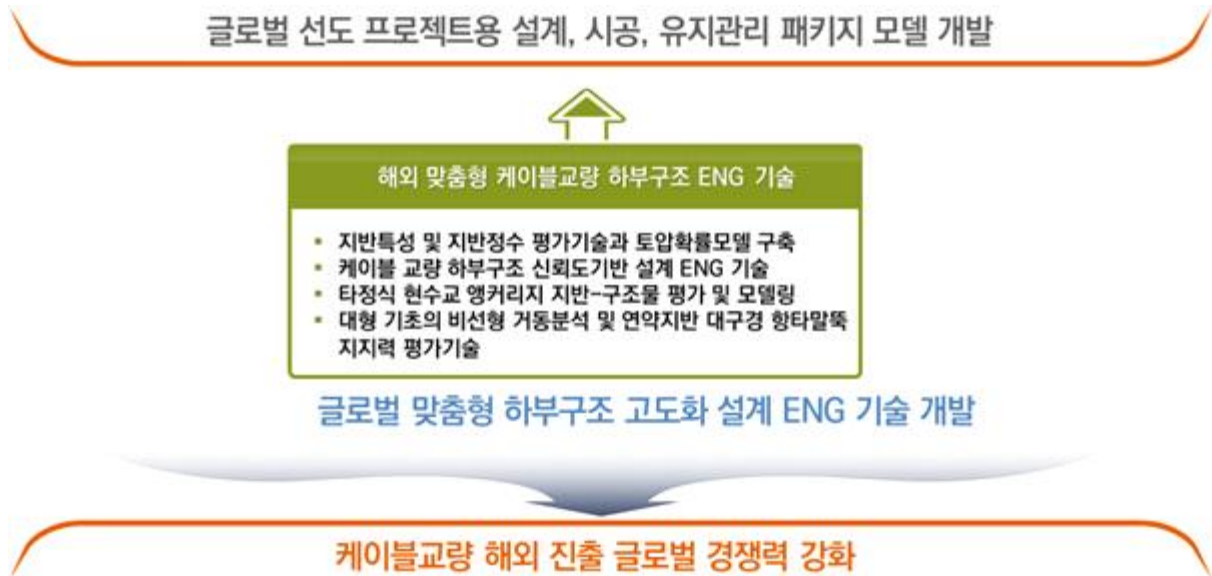 글로벌 선도 프로젝트용 설계, 시공, 유지관리 패키지 모델 개발
해외 맞춤형 케이블교량 하부구조 ENG 기술
▪ 지반특성 및 지반정수 평가기술과 토압확률모델 구축
▪ 케이블 교량 하부구조 신뢰도기반 설계 ENG 기술
▪ 타정식 현수교 앵커리지 지반-구조물 평가 및 모델링
▪ 대형 기초의 비선형 거동분석 및 연약지반 대구경 항타말뚝
지지력 평가기술
글로벌 맞춤형 하부구조 고도화 설계 ENG 기술 개발
케이블교량 해외 진출 글로벌 경쟁력 강화